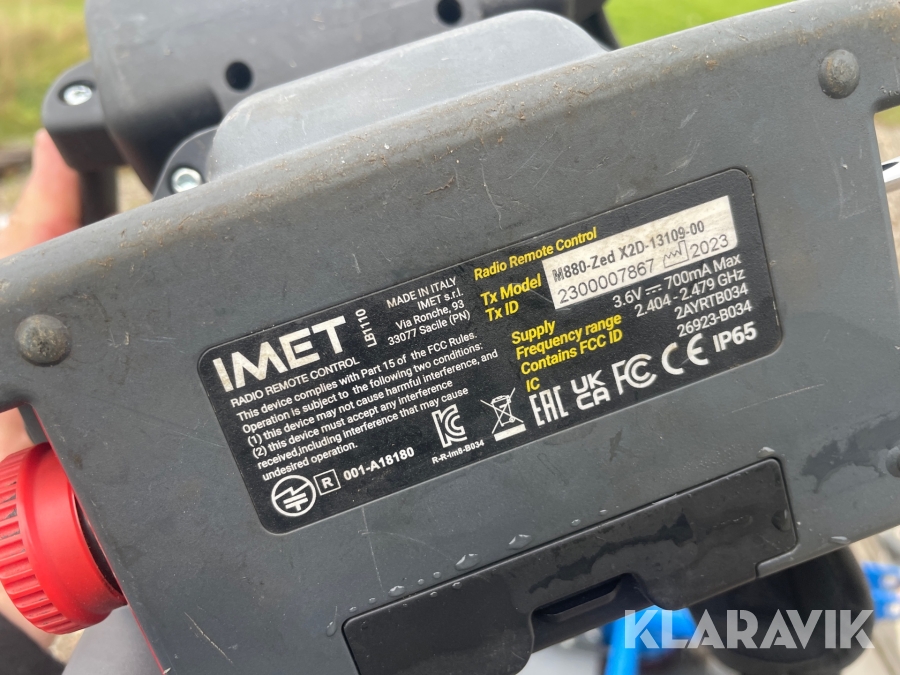 IMET
RADIO REMOTE CONTROL
LB1110
MADE IN ITALY
IMET s.r.l.
Via Ronche, 93
33077 Sacile (PN)
This device complies with Part 15 of the FCC Rules.
Operation is subject to the following two conditions:
(1) this device may not cause harmful interference, and
(2) this device must accept any interference
received,including interference that may cause
undesired operation.
R 001-A18180
R-R-Im8-B034
Radio Remote Control
Tx Model M880-Zed X2D-13109-00
Tx ID 2300007867 2023
Supply 3.6V 700mA Max
Frequency range 2.404 - 2.479 GHz
Contains FCC ID 2AYRTB034
IC 26923-B034
EAC UK CA FC CE IP65
KLARAVIK